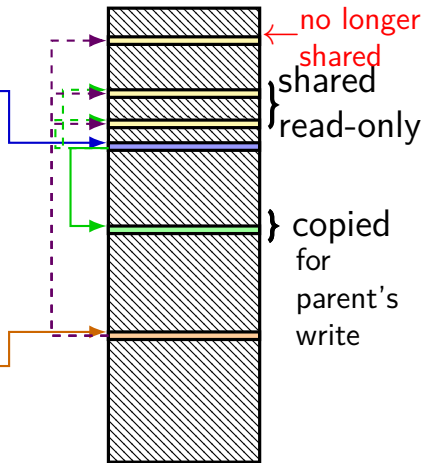 no longer
shared
shared
read-only
copied
for
parent's
write